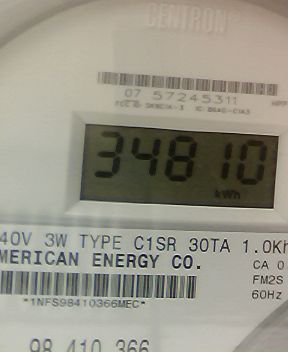 CENTRON®
07 57245311
34810
kWh
40V 3W TYPE C1SR 30TA 1.0Kh
MERICAN ENERGY CO.
CA 0
FM2S
60Hz
*1NFS98410366MEC*
98 410 366